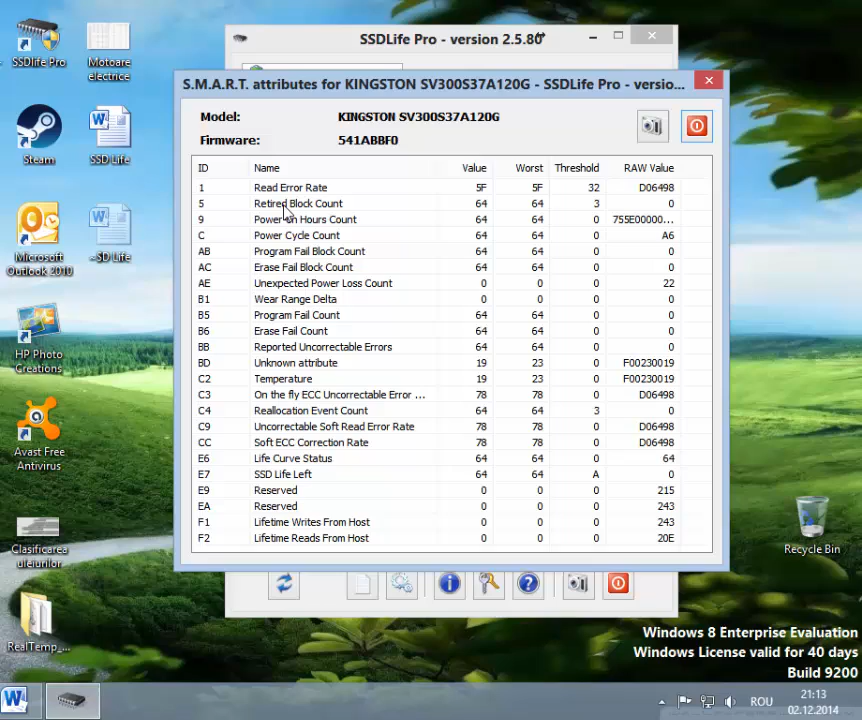 SSDlife Pro
Motoare
electrice
Steam
SSD Life
Microsoft
Outlook 2010
~SD Life
HP Photo
Creations
Avast Free
Antivirus
Clasificarea
uleiurilor
RealTemp_...
SSDLife Pro - version 2.5.80
S.M.A.R.T. attributes for KINGSTON SV300S37A120G - SSDLife Pro - versio...
Model: KINGSTON SV300S37A120G
Firmware: 541ABBF0
ID Name Value Worst Threshold RAW Value
1 Read Error Rate 5F 5F 32 D06498
5 Retired Block Count 64 64 3 0
9 Power on Hours Count 64 64 0 755E00000...
C Power Cycle Count 64 64 0 A6
AB Program Fail Block Count 64 64 0 0
AC Erase Fail Block Count 64 64 0 0
AE Unexpected Power Loss Count 0 0 0 22
B1 Wear Range Delta 0 0 0 0
B5 Program Fail Count 64 64 0 0
B6 Erase Fail Count 64 64 0 0
BB Reported Uncorrectable Errors 64 64 0 0
BD Unknown attribute 19 23 0 F00230019
C2 Temperature 19 23 0 F00230019
C3 On the fly ECC Uncorrectable Error ... 78 78 0 D06498
C4 Reallocation Event Count 64 64 3 0
C9 Uncorrectable Soft Read Error Rate 78 78 0 D06498
CC Soft ECC Correction Rate 78 78 0 D06498
E6 Life Curve Status 64 64 0 64
E7 SSD Life Left 64 64 A 0
E9 Reserved 0 0 0 215
EA Reserved 0 0 0 243
F1 Lifetime Writes From Host 0 0 0 243
F2 Lifetime Reads From Host 0 0 0 20E
Recycle Bin
Windows 8 Enterprise Evaluation
Windows License valid for 40 days
Build 9200
ROU
21:13
02.12.2014